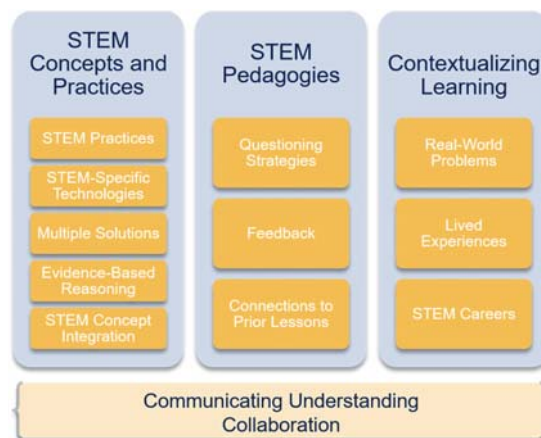 STEM
Concepts and
Practices
STEM Practices
STEM-Specific
Technologies
Multiple Solutions
Evidence-Based
Reasoning
STEM Concept
Integration
STEM
Pedagogies
Questioning
Strategies
Feedback
Connections to
Prior Lessons
Contextualizing
Learning
Real-World
Problems
Lived
Experiences
STEM Careers
Communicating Understanding
Collaboration